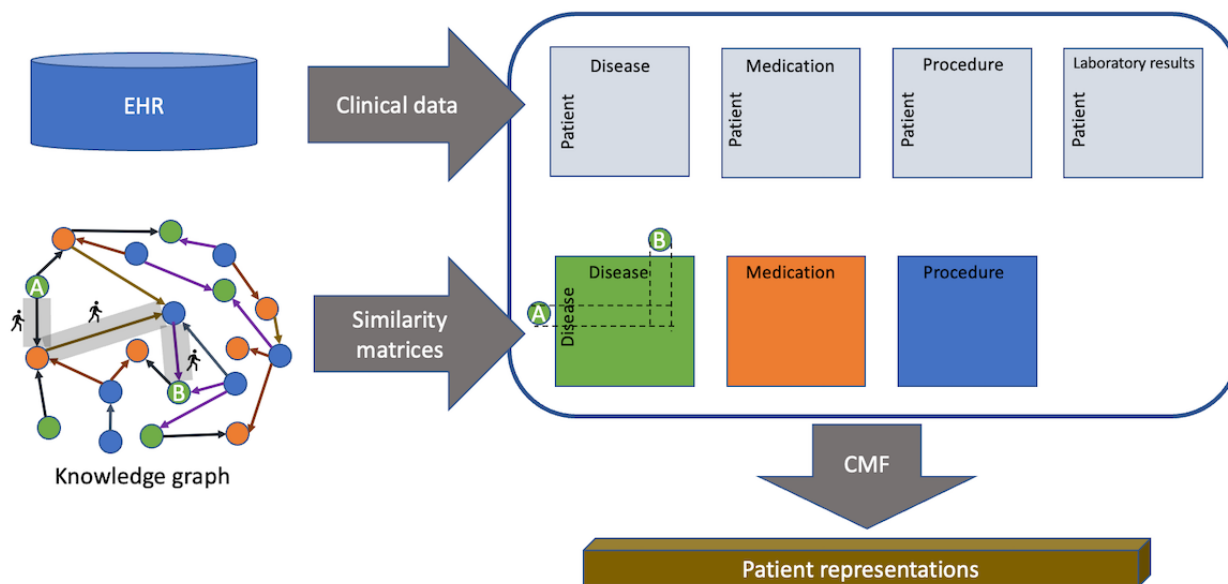 EHR
Clinical data
Disease
Patient
Medication
Patient
Procedure
Patient
Laboratory results
Patient
A
B
Knowledge graph
Similarity
matrices
B
A
Disease
Disease
Medication
Procedure
CMF
Patient representations